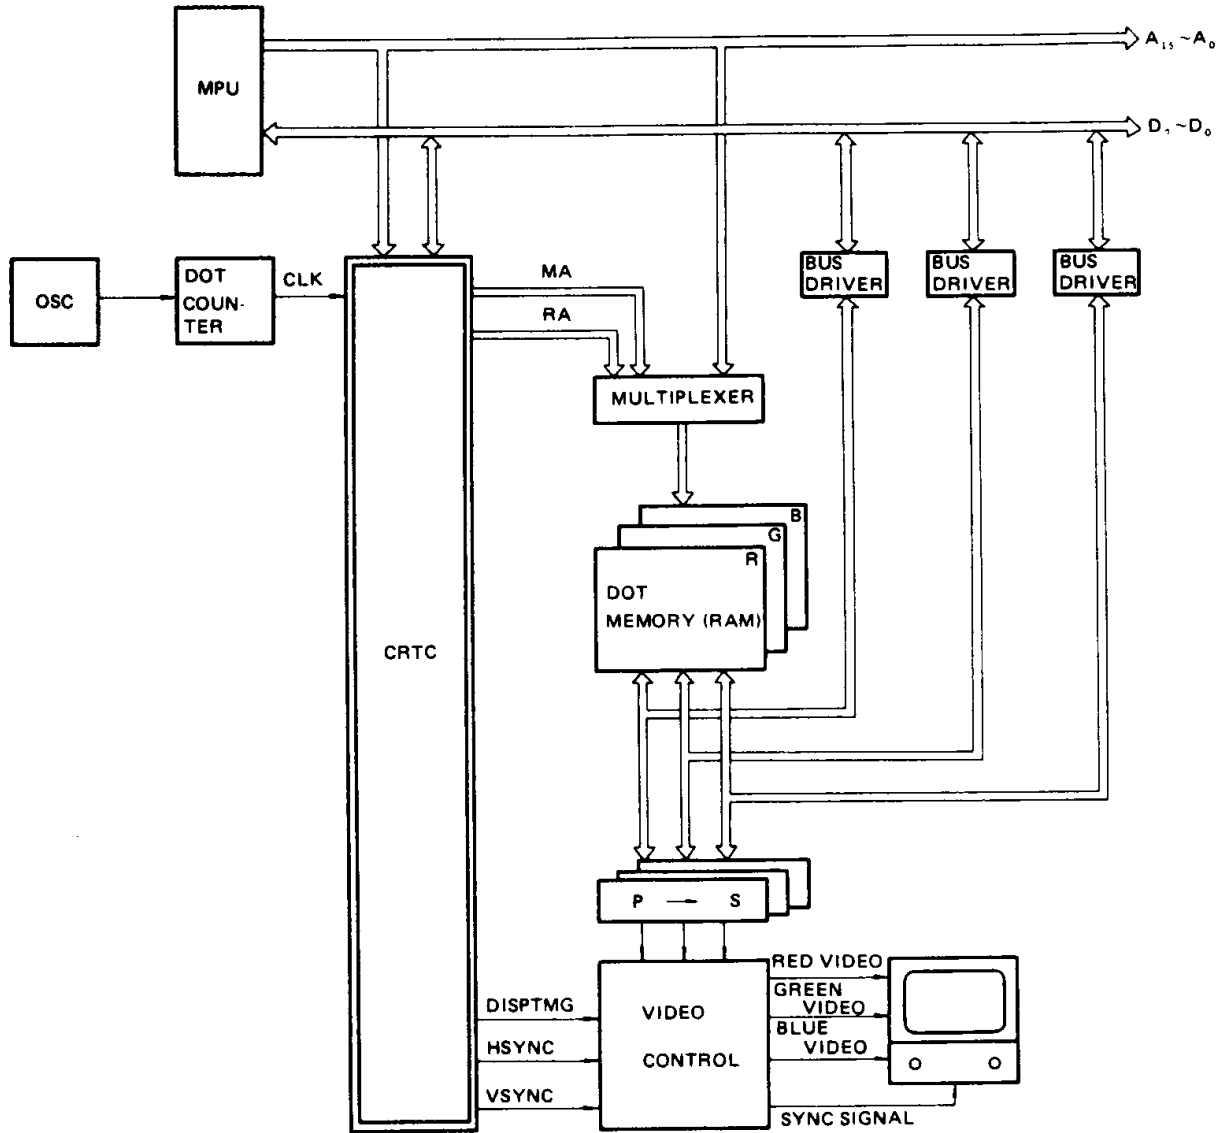 A₁₅ ~A₀
MPU
D₇ ~D₀
OSC
DOT
COUN-
TER
CLK
MA
RA
BUS
DRIVER
BUS
DRIVER
BUS
DRIVER
MULTIPLEXER
B
G
R
DOT
MEMORY (RAM)
CRTC
P S
DISPTMG
HSYNC
VSYNC
VIDEO
CONTROL
RED VIDEO
GREEN
VIDEO
BLUE
VIDEO
SYNC SIGNAL